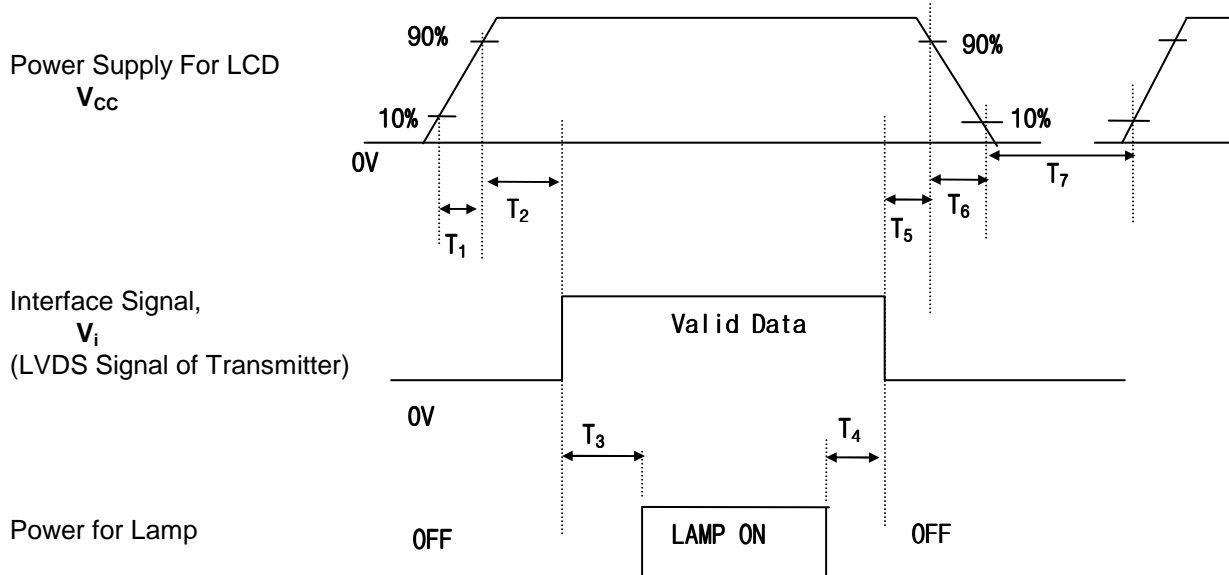 90%
90%
Power Supply For LCD
VCC
10%
10%
0V
T7
T2
T6
T5
T1
Interface Signal,
Vi
Valid Data
(LVDS Signal of Transmitter)
0V
T3
T4
Power for Lamp
OFF
LAMP ON
OFF